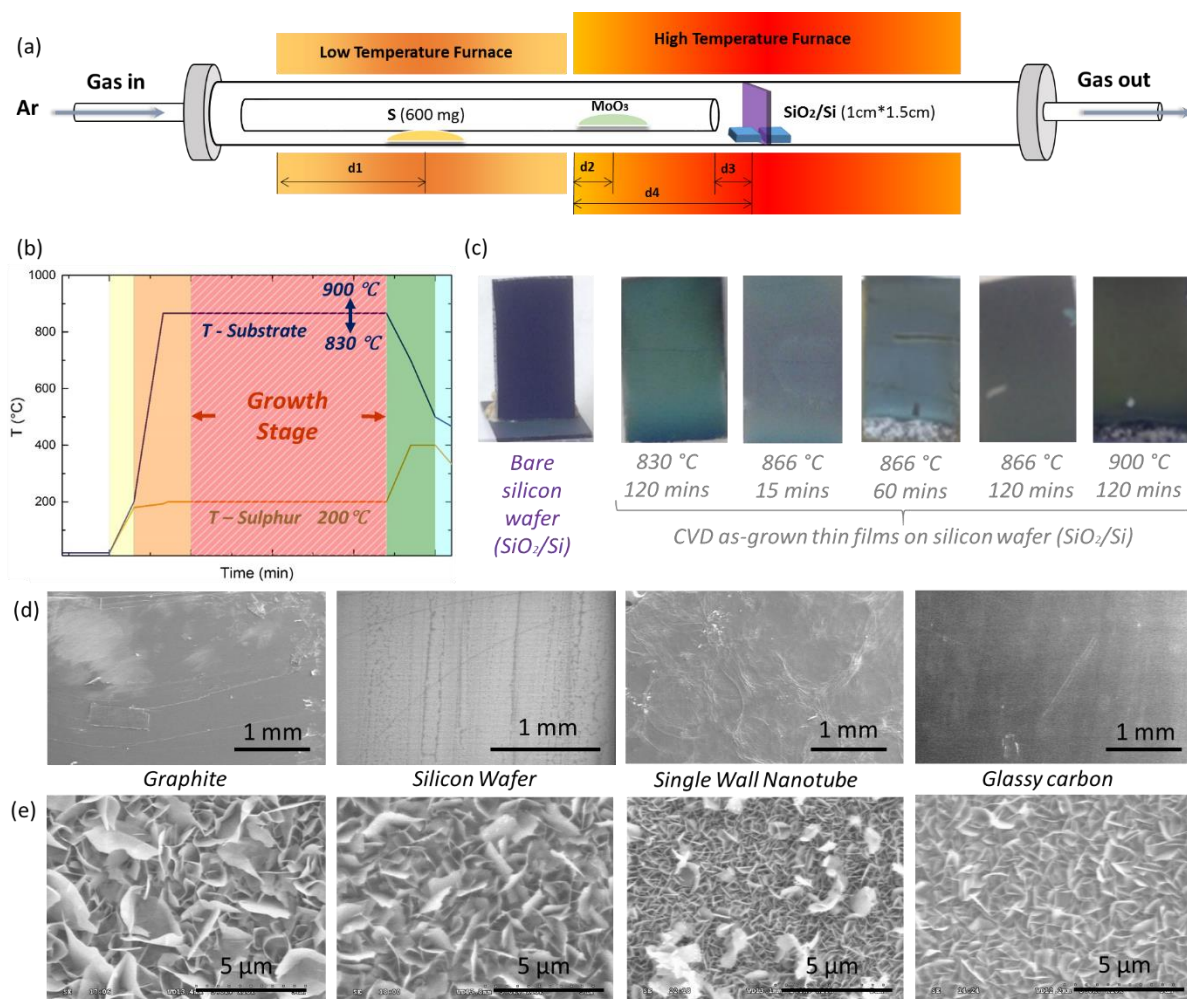 (a)
Low Temperature Furnace
High Temperature Furnace
Gas in
Gas out
Ar
S (600 mg)
MoO₃
SiO₂/Si (1cm*1.5cm)
d1
d2
d3
d4
(b)
1000
800
600
400
200
T (°C)
900 ℃
T - Substrate
830 ℃
Growth
Stage
T – Sulphur 200℃
Time (min)
(c)
Bare
silicon
wafer
(SiO₂/Si)
830 °C
120 mins
866 °C
15 mins
866 °C
60 mins
866 °C
120 mins
900 °C
120 mins
CVD as-grown thin films on silicon wafer (SiO₂/Si)
(d)
1 mm
1 mm
1 mm
1 mm
Graphite
Silicon Wafer
Single Wall Nanotube
Glassy carbon
(e)
5 μm
5 μm
5 μm
5 μm